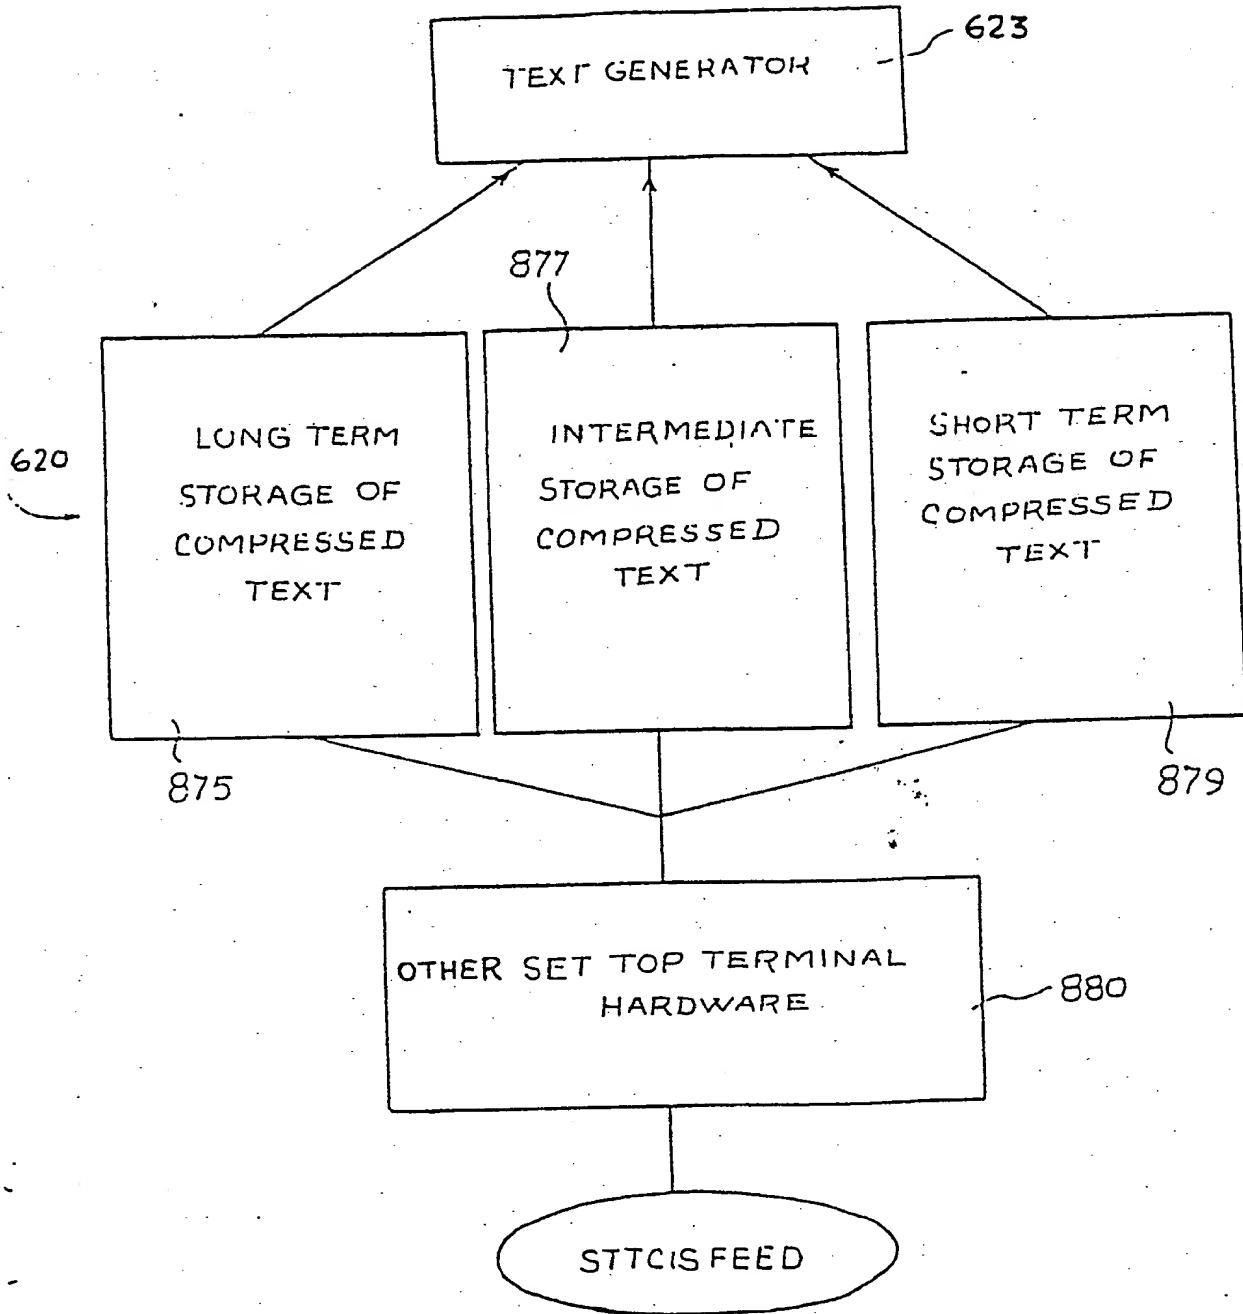 623
TEXT GENERATOR
877
LONG TERM
STORAGE OF
COMPRESSED
TEXT
INTERMEDIATE
STORAGE OF
COMPRESSED
TEXT
SHORT TERM
STORAGE OF
COMPRESSED
TEXT
620
875
879
OTHER SET TOP TERMINAL
HARDWARE
880
STTCIS FEED